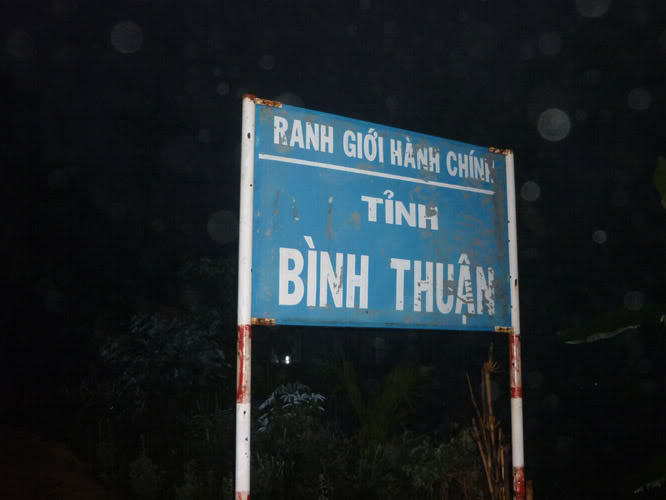 RANH GIỚI HÀNH CHÍNH
TỈNH
BÌNH THUẬN